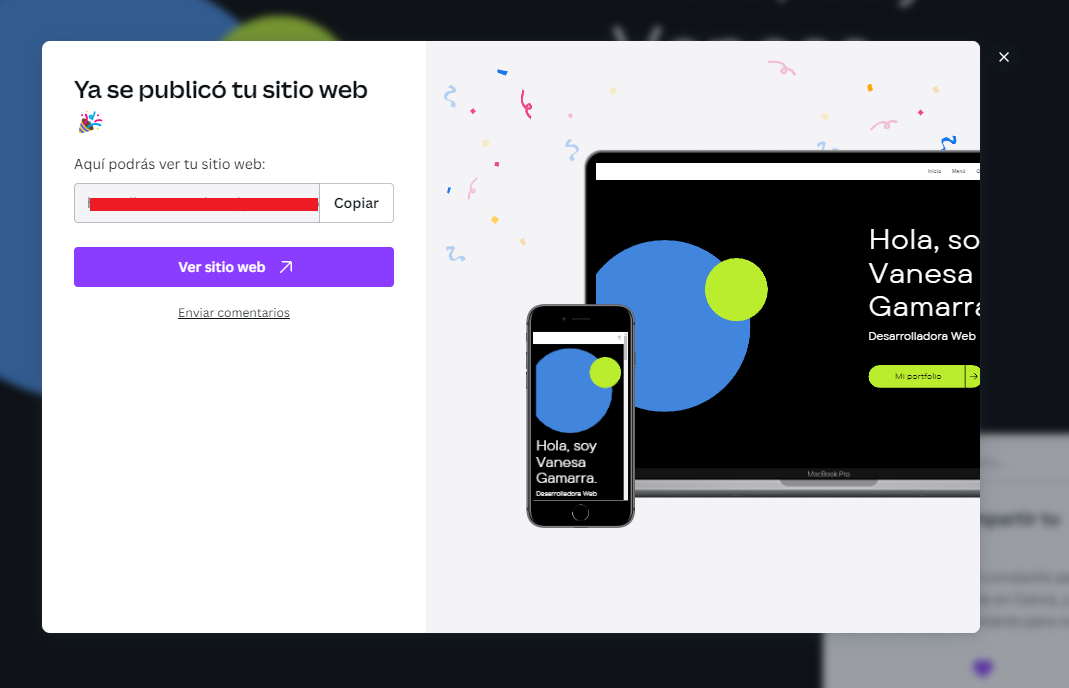 Ya se publicó tu sitio web
Aquí podrás ver tu sitio web:
Copiar
Ver sitio web
Enviar comentarios
Inicio Menú
Hola, so
Vanesa
Gamarra
Desarrolladora Web
Mi portfolio
MacBook Pro
Hola, soy
Vanesa
Gamarra.
Desarrolladora Web